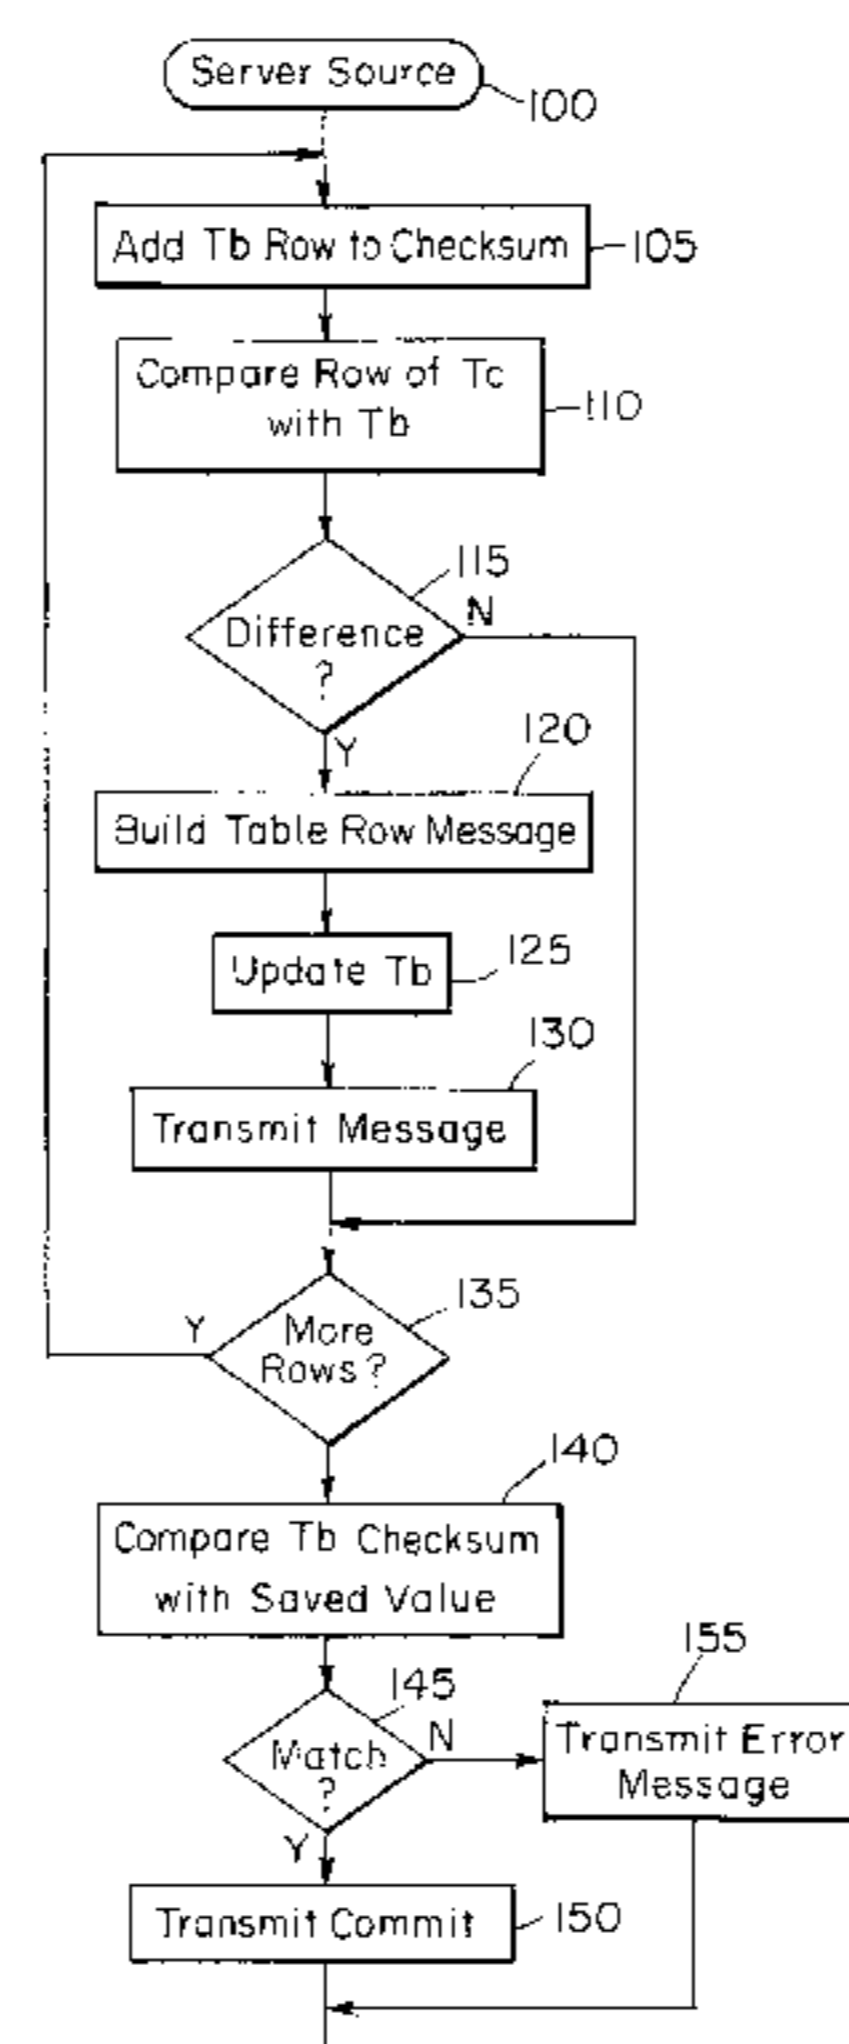 Server Source
100
Add Tb Row to Checksum
105
Compare Row of Tc
with Tb
110
115
Difference
?
N
Y
120
Build Table Row Message
Update Tb
125
130
Transmit Message
135
More
Rows?
Y
140
Compare Tb Checksum
with Saved Value
145
Match
?
N
Y
155
Transmit Error
Message
Transmit Commit
150